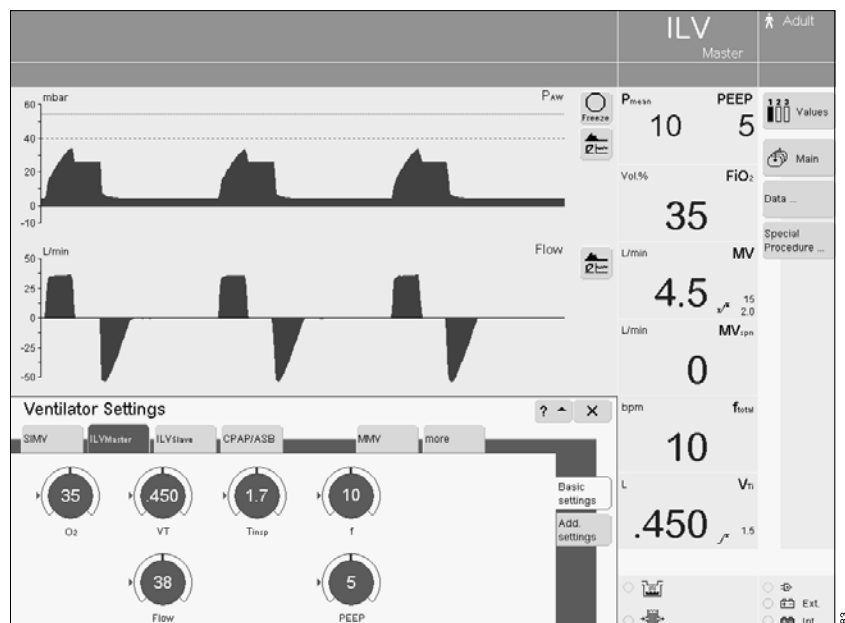 ILV
Master
Adult
mbar
PAW
60
40
20
0
-10
Freeze
L/min
Flow
50
25
0
-25
-50
Pmean PEEP
10 5
Vol.% FiO2
35
L/min MV
4.5
15
2.0
L/min MVspn
0
bpm ftotal
10
L VTi
.450
1.5
1 2 3
Values
Main
Data ...
Special
Procedure ...
Ventilator Settings
? X
SIMV ILVMaster ILVSlave CPAP/ASB MMV more
Basic
settings
Add.
settings
35 .450 1.7 10
O2 VT Tinsp f
38 5
Flow PEEP
Ext.
Int.